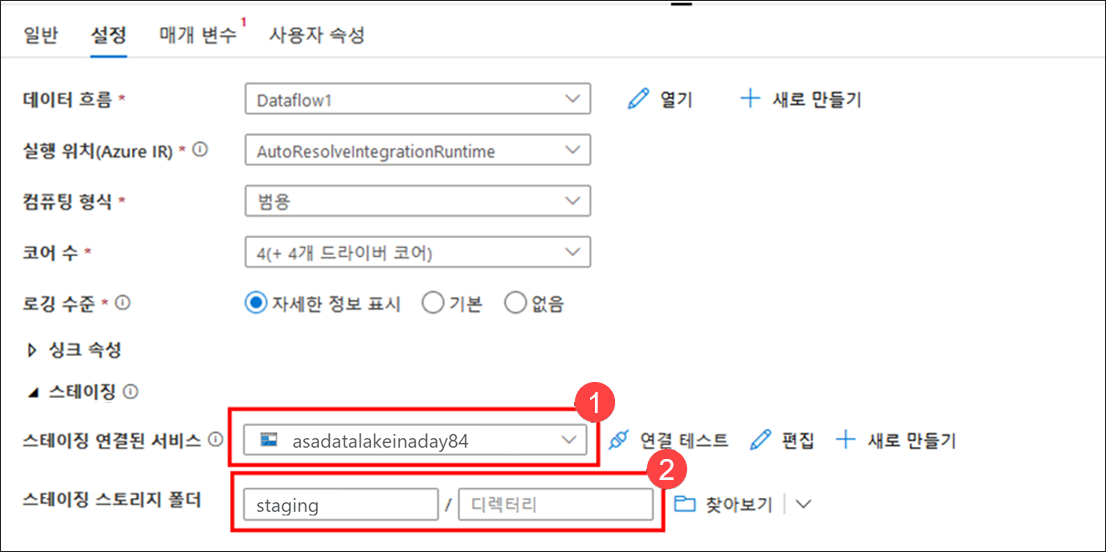 일반 설정 매개 변수 1 사용자 속성
데이터 흐름 * Dataflow1 열기 새로 만들기
실행 위치(Azure IR) * AutoResolveIntegrationRuntime
컴퓨팅 형식 * 범용
코어 수 * 4(+ 4개 드라이버 코어)
로깅 수준 * 자세한 정보 표시 기본 없음
싱크 속성
스테이징
1
스테이징 연결된 서비스 asadatalakeinaday84 연결 테스트 편집 새로 만들기
2
스테이징 스토리지 폴더 staging / 디렉터리 찾아보기